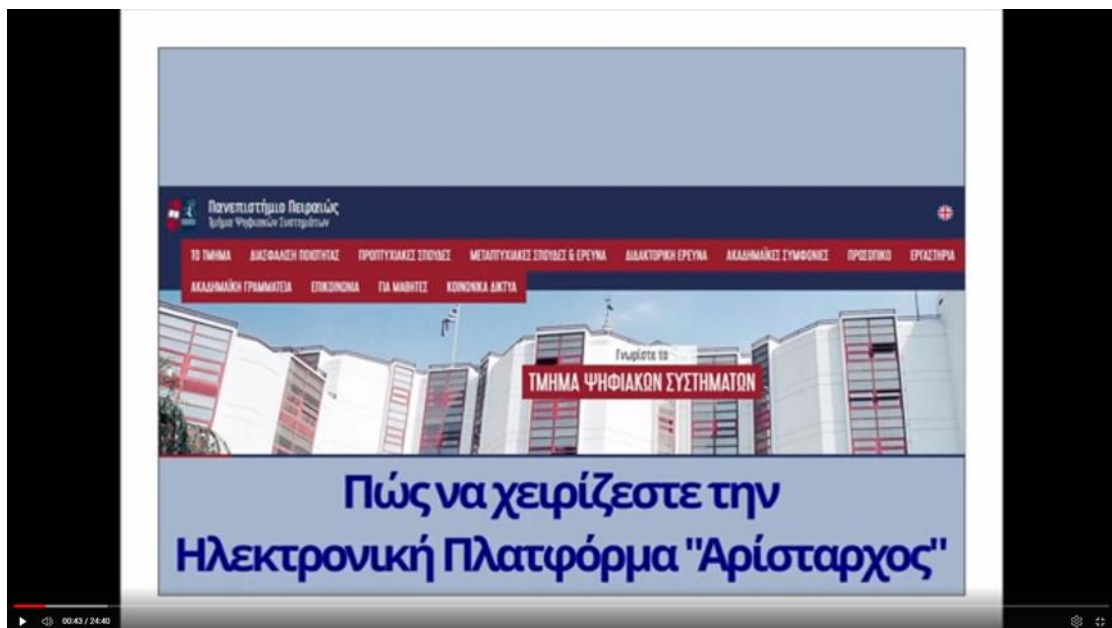 Πανεπιστήμιο Πειραιώς
Τμήμα Ψηφιακών Συστημάτων
ΤΟ ΤΜΗΜΑ ΔΙΑΣΦΑΛΙΣΗ ΠΟΙΟΤΗΤΑΣ ΠΡΟΠΤΥΧΙΑΚΕΣ ΣΠΟΥΔΕΣ ΜΕΤΑΠΤΥΧΙΑΚΕΣ ΣΠΟΥΔΕΣ & ΕΡΕΥΝΑ ΔΙΔΑΚΤΟΡΙΚΗ ΕΡΕΥΝΑ ΑΚΑΔΗΜΑΪΚΕΣ ΣΥΜΦΩΝΙΕΣ ΠΡΟΣΩΠΙΚΟ ΕΡΓΑΣΤΗΡΙΑ
ΑΚΑΔΗΜΑΪΚΗ ΓΡΑΜΜΑΤΕΙΑ ΕΠΙΚΟΙΝΩΝΙΑ ΓΙΑ ΜΑΘΗΤΕΣ ΚΟΙΝΩΝΙΚΑ ΔΙΚΤΥΑ
Γνωρίστε το
ΤΜΗΜΑ ΨΗΦΙΑΚΩΝ ΣΥΣΤΗΜΑΤΩΝ
Πώς να χειρίζεστε την
Ηλεκτρονική Πλατφόρμα "Αρίσταρχος"
00:43 / 24:40